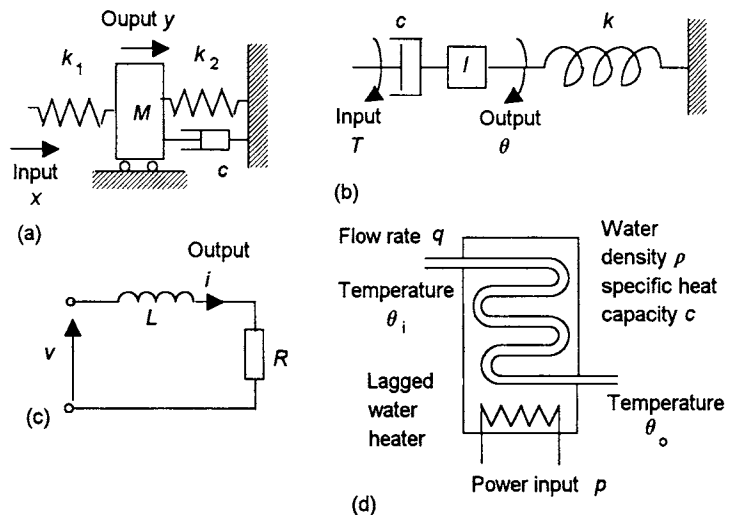 Ouput y
k1
k2
M
c
Input
x
(a)
c
I
k
Input
T
Output
θ
(b)
Output
i
L
v
R
(c)
Flow rate q
Temperature
θi
Water
density ρ
specific heat
capacity c
Lagged
water
heater
Temperature
θo
Power input p
(d)